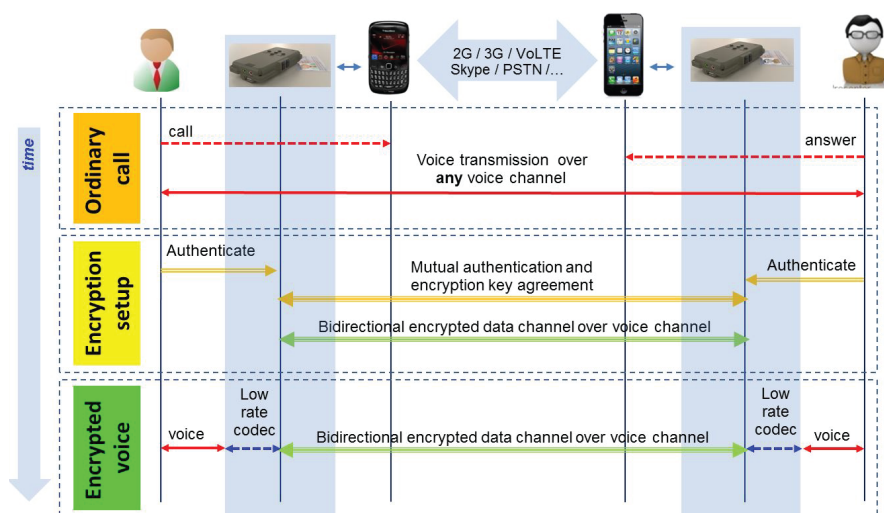 2G / 3G / VoLTE
Skype / PSTN /...
time
Ordinary
call
call
answer
Voice transmission over
any voice channel
Encryption
setup
Authenticate
Mutual authentication and
encryption key agreement
Authenticate
Bidirectional encrypted data channel over voice channel
Encrypted
voice
Low
rate
codec
voice
Bidirectional encrypted data channel over voice channel
Low
rate
codec
voice